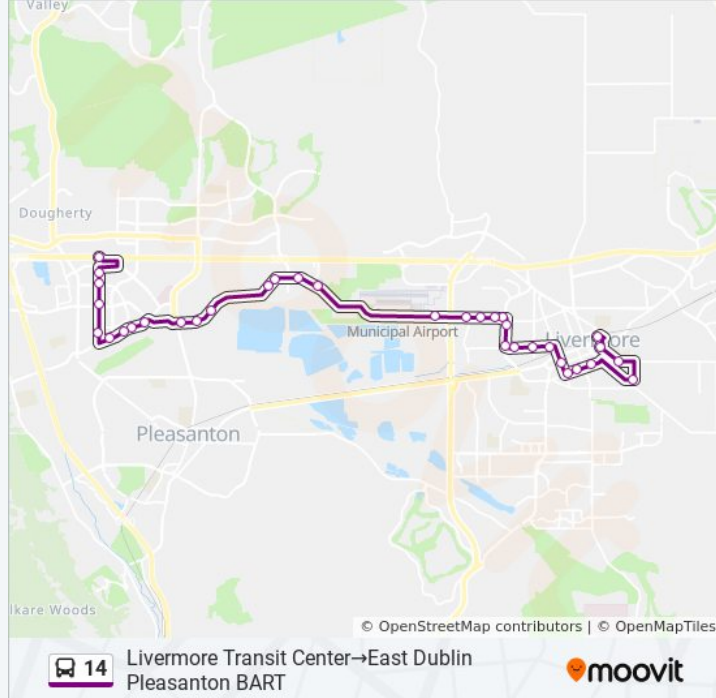 Valley
Dougherty
Municipal Airport
Livermore
Pleasanton
lkare Woods
© OpenStreetMap contributors | © OpenMapTiles
14
Livermore Transit Center→East Dublin
Pleasanton BART
moovit